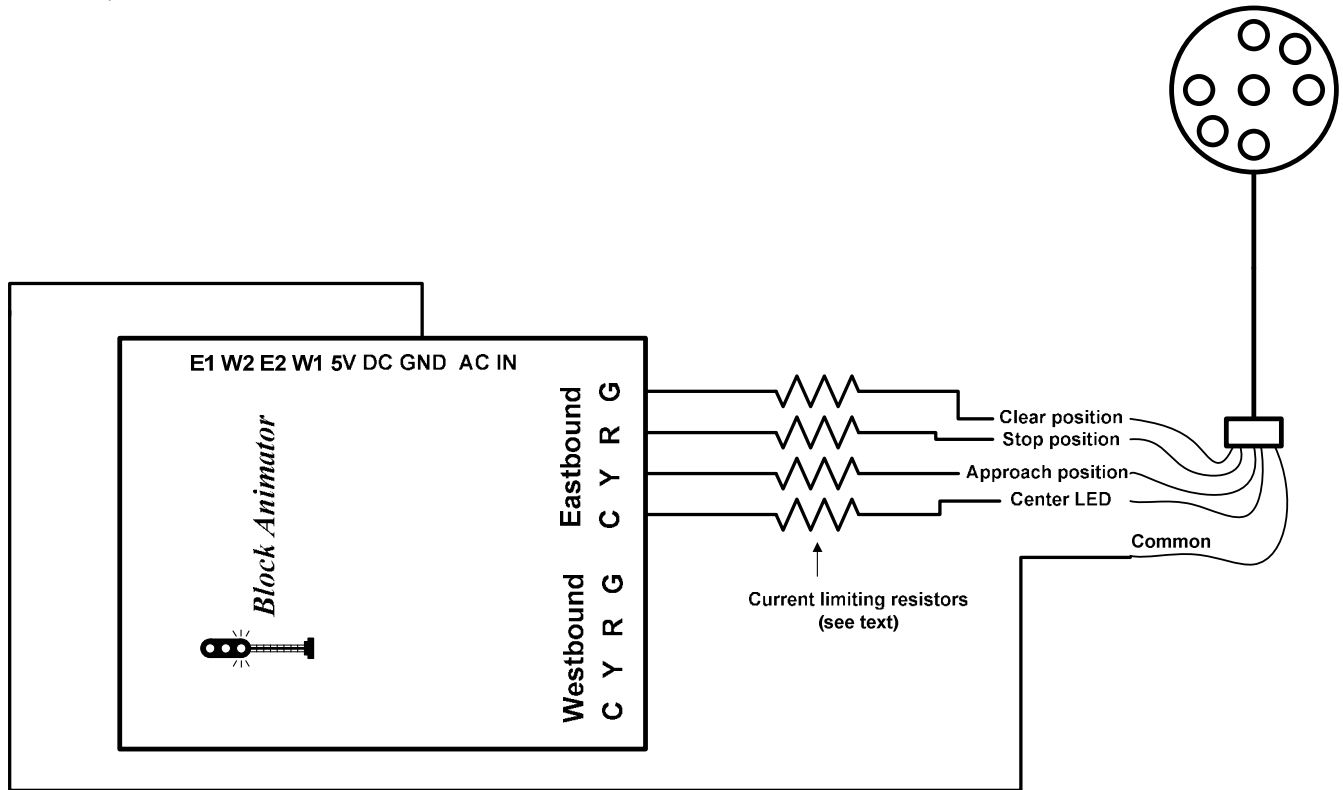 E1 W2 E2 W1 5V DC GND AC IN
Block Animator
Eastbound
G
R
Y
C
Westbound
G
R
Y
C
Clear position
Stop position
Approach position
Center LED
Common
Current limiting resistors
(see text)